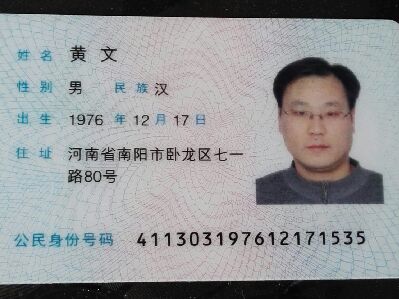 姓名 黄文
性别 男 民族 汉
出生 1976 年 12 月 17 日
住址 河南省南阳市卧龙区七一
路80号
公民身份号码 411303197612171535